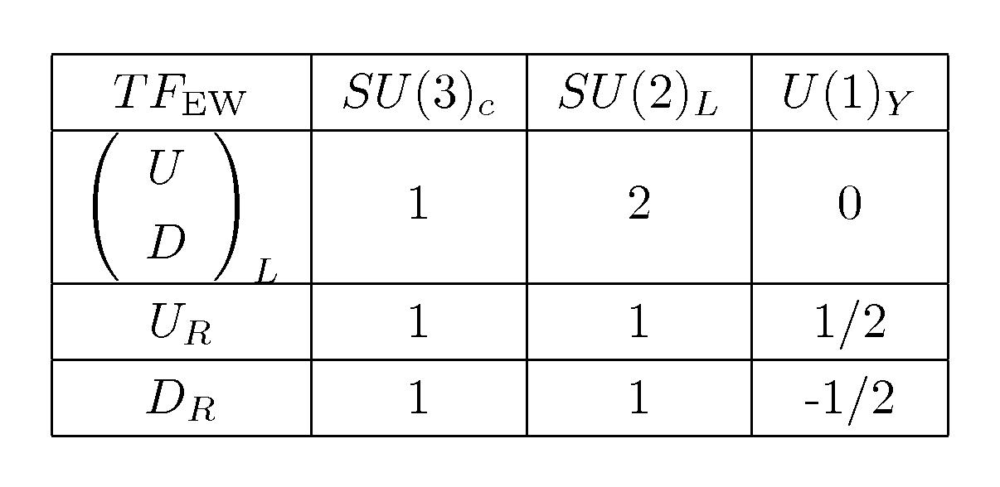 TF_EW SU(3)_c SU(2)_L U(1)_Y
( U
D )_L 1 2 0
U_R 1 1 1/2
D_R 1 1 -1/2